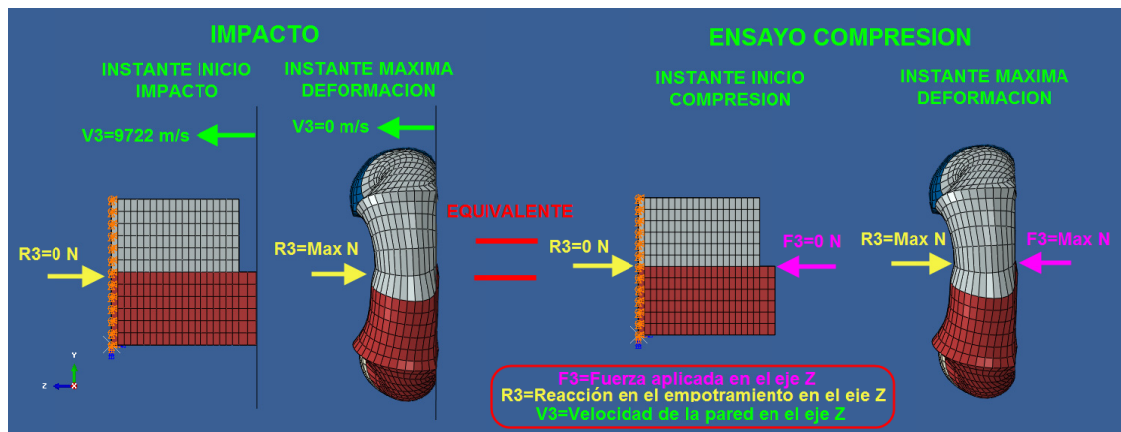 IMPACTO
INSTANTE INICIO
IMPACTO
V3=9722 m/s
INSTANTE MAXIMA
DEFORMACION
V3=0 m/s
R3=0 N
R3=Max N
Y
Z
X
EQUIVALENTE
ENSAYO COMPRESION
INSTANTE INICIO
COMPRESION
INSTANTE MAXIMA
DEFORMACION
R3=0 N
F3=0 N
R3=Max N
F3=Max N
F3=Fuerza aplicada en el eje Z
R3=Reacción en el empotramiento en el eje Z
V3=Velocidad de la pared en el eje Z